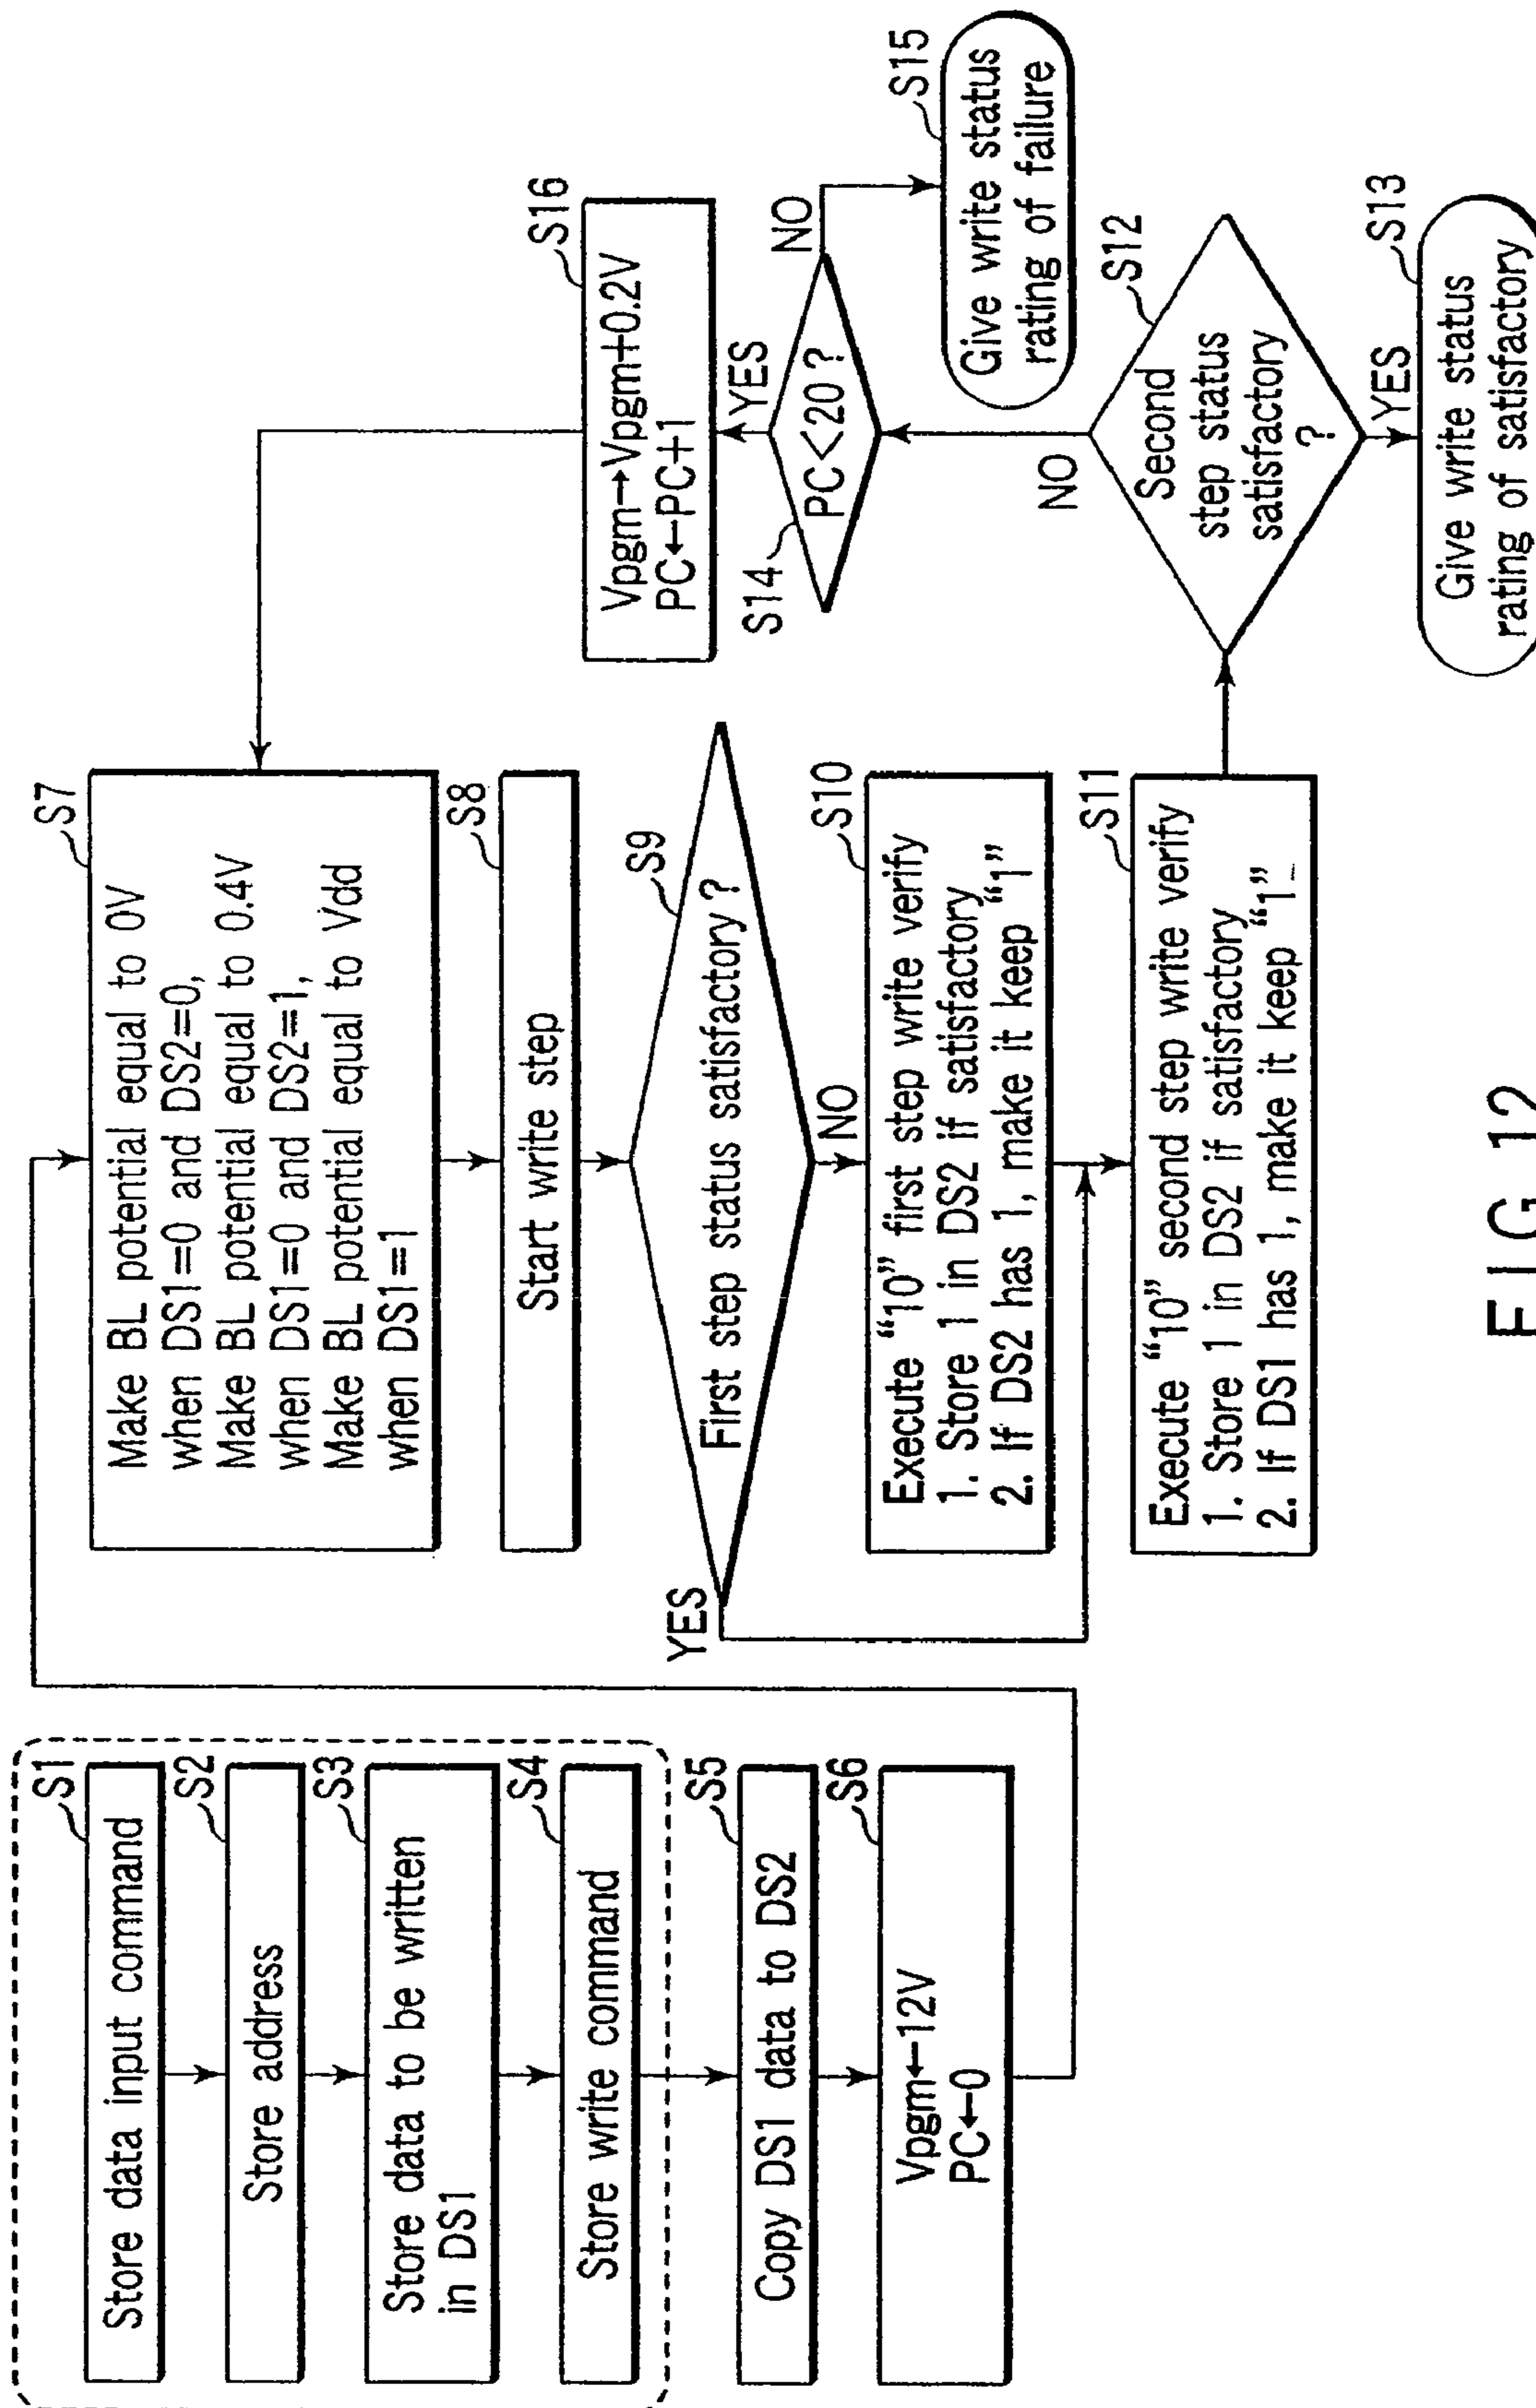 S1
Store data input command
S2
Store address
S3
Store data to be written
in DS1
S4
Store write command
S5
Copy DS1 data to DS2
S6
Vpgm←12V
PC←0
S7
Make BL potential equal to 0V
when DS1=0 and DS2=0,
Make BL potential equal to 0.4V
when DS1=0 and DS2=1,
Make BL potential equal to Vdd
when DS1=1
S8
Start write step
S9
First step status satisfactory?
YES
NO
S10
Execute “10” first step write verify
1. Store 1 in DS2 if satisfactory
2. If DS2 has 1, make it keep “1”
S11
Execute “10” second step write verify
1. Store 1 in DS2 if satisfactory
2. If DS1 has 1, make it keep “1”
S16
Vpgm→Vpgm+0.2V
PC←PC+1
YES
S14
PC<20?
NO
S15
Give write status
rating of failure
NO
S12
Second
step status
satisfactory
?
YES
S13
Give write status
rating of satisfactory
FIG.12